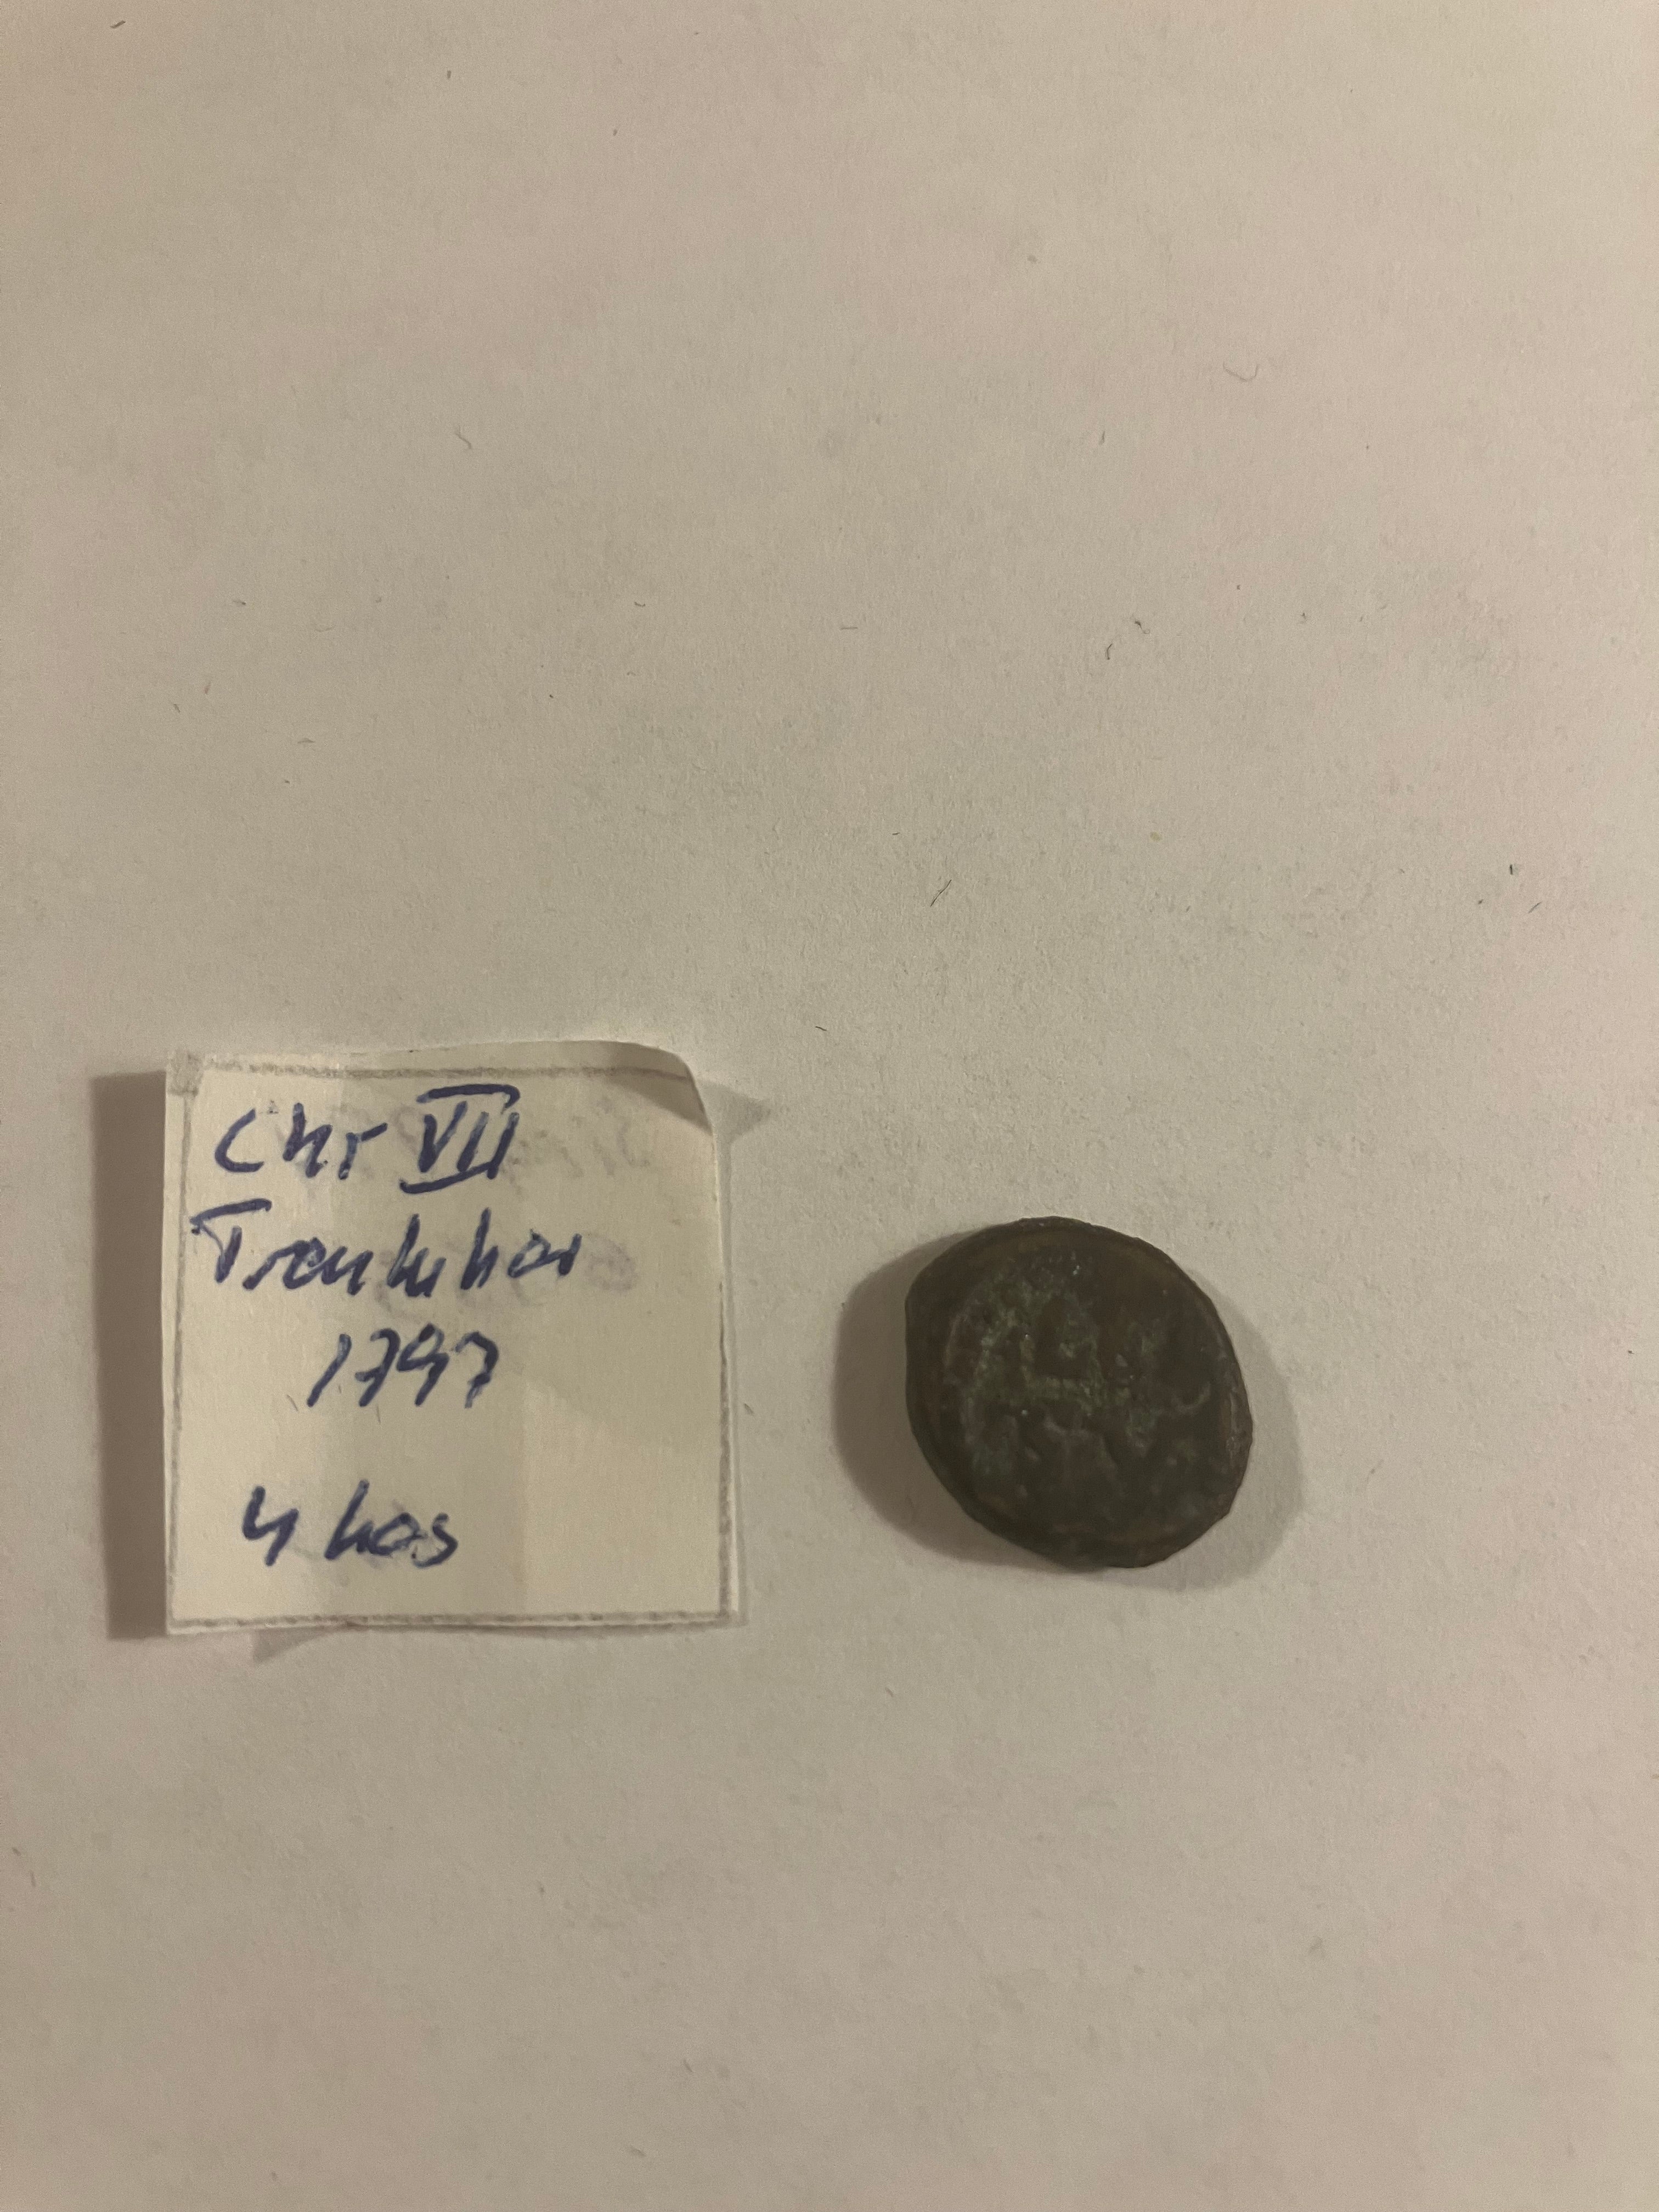 Chr VII
Trankebar
1797
4 kas